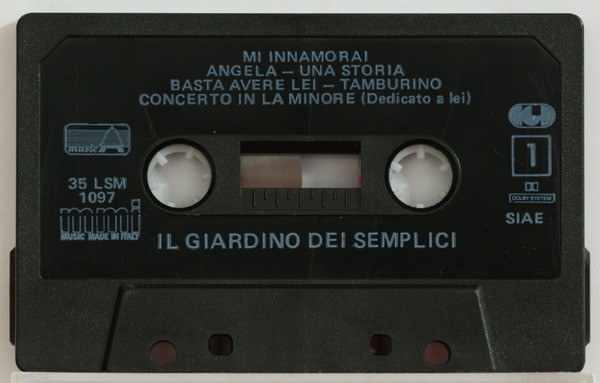 MI INNAMORAI
ANGELA – UNA STORIA
BASTA AVERE LEI – TAMBURINO
CONCERTO IN LA MINORE (Dedicato a lei)
music A
1
35 LSM
1097
DOLBY SYSTEM
mmi
MUSIC MADE IN ITALY
SIAE
IL GIARDINO DEI SEMPLICI